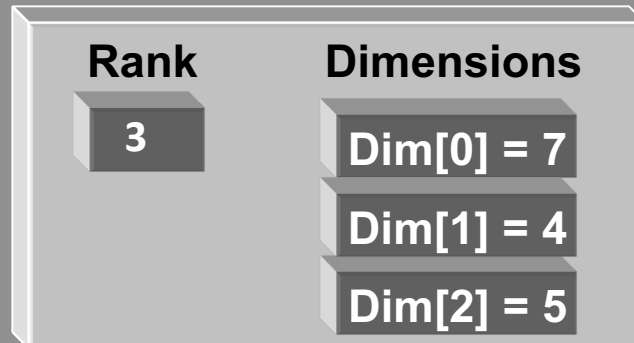 Rank Dimensions
3
Dim[0] = 7
Dim[1] = 4
Dim[2] = 5